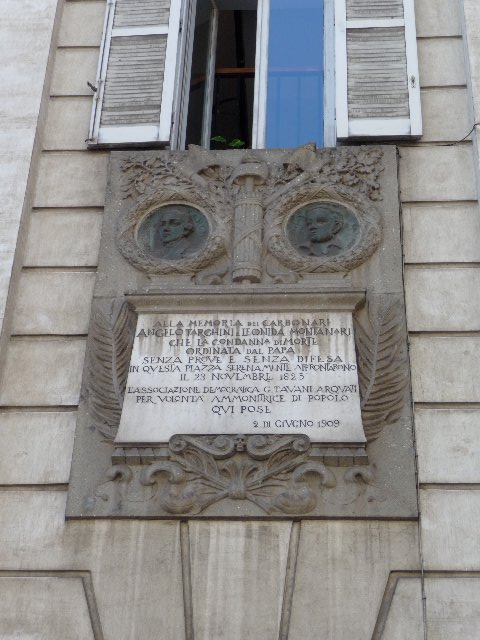 ALLA MEMORIA DEI CARBONARI
ANGELO TARGHINI E LEONIDA MONTANARI
CHE LA CONDANNA DI MORTE
ORDINATA DAL PAPA
SENZA PROVE E SENZA DIFESA
IN QUESTA PIAZZA SERENAMENTE AFFRONTARONO
IL 23 NOVEMBRE 1825
L'ASSOCIAZIONE DEMOCRATICA G. TAVANI ARQUATI
PER VOLONTÀ AMMONITRICE DI POPOLO
QUI POSE
2 DI GIUGNO 1909